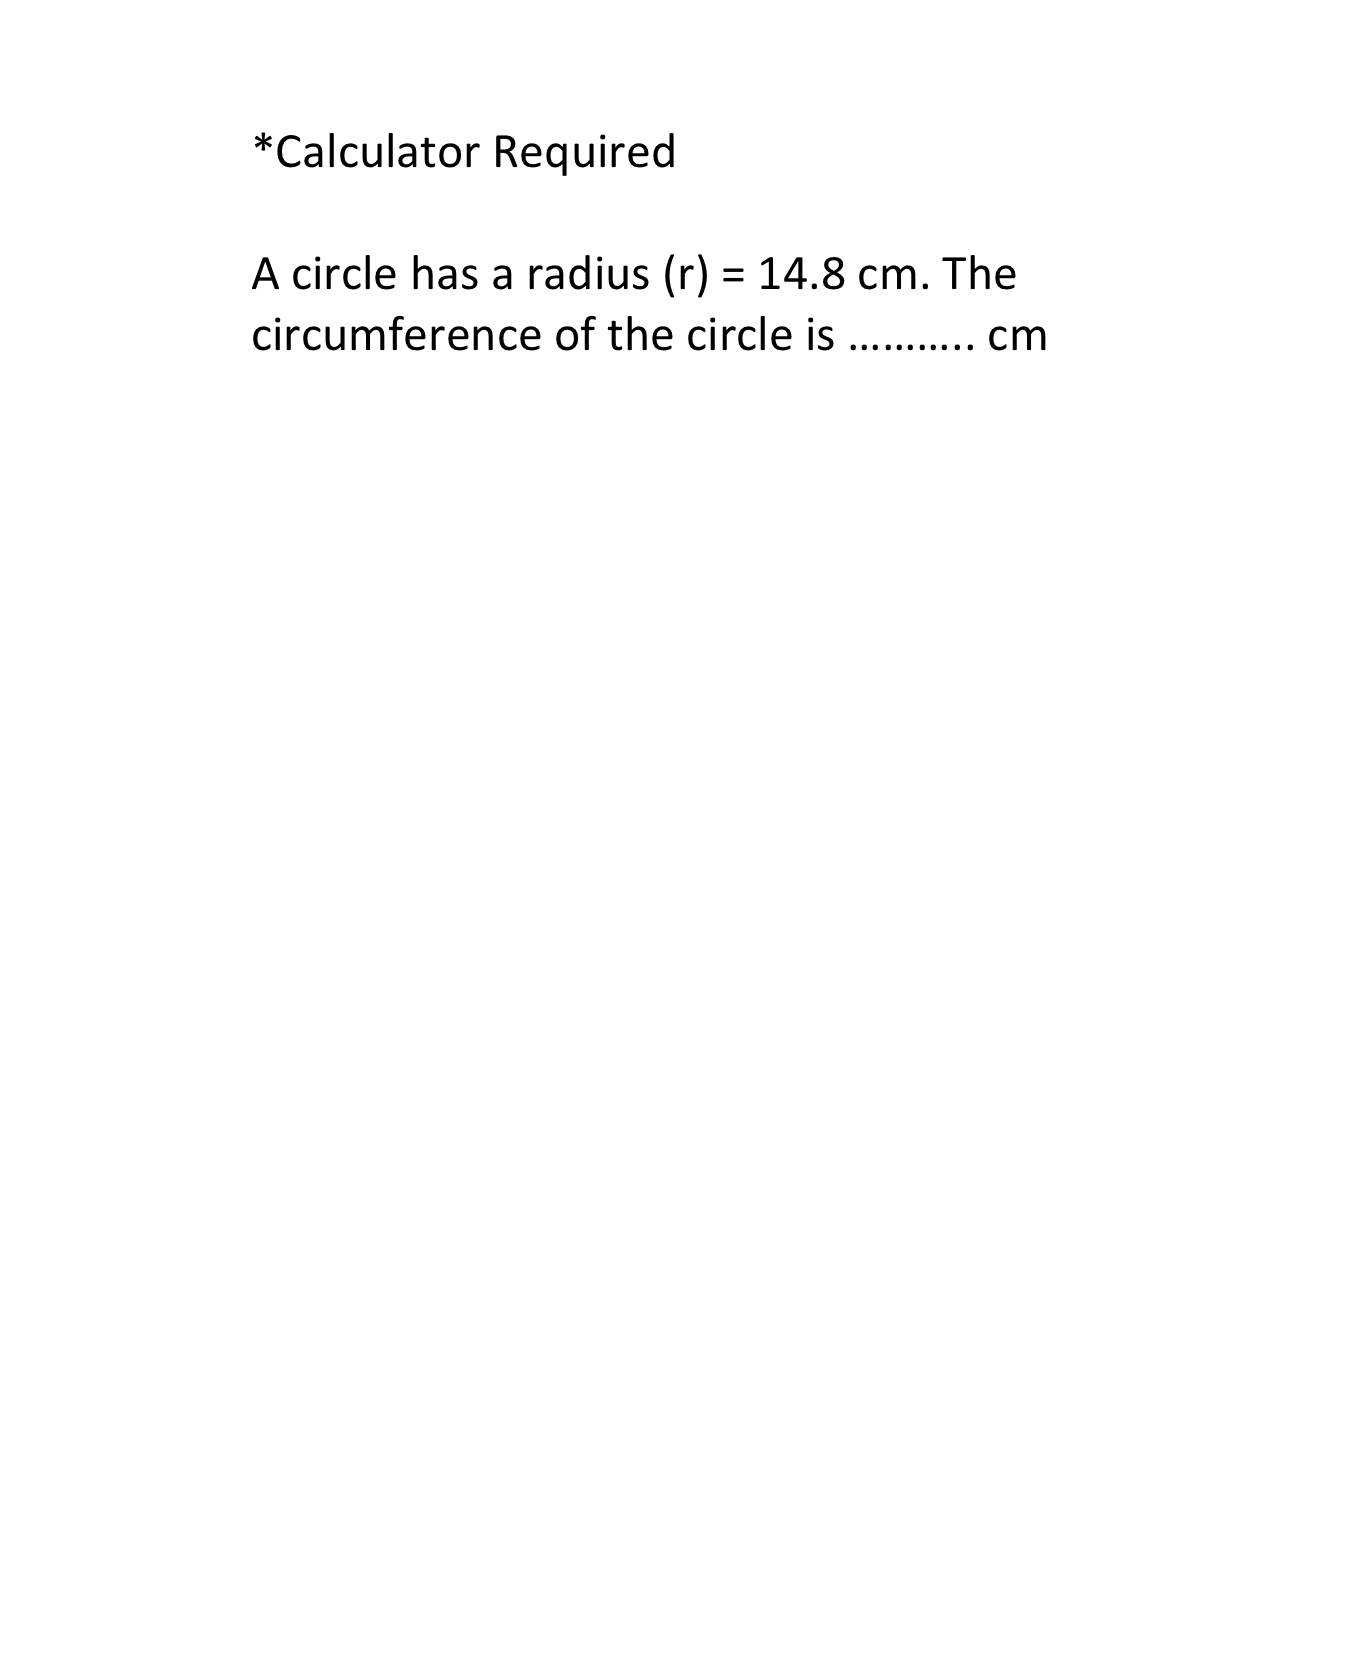 *Calculator Required
A circle has a radius (r) = 14.8 cm. The
circumference of the circle is ……….. cm